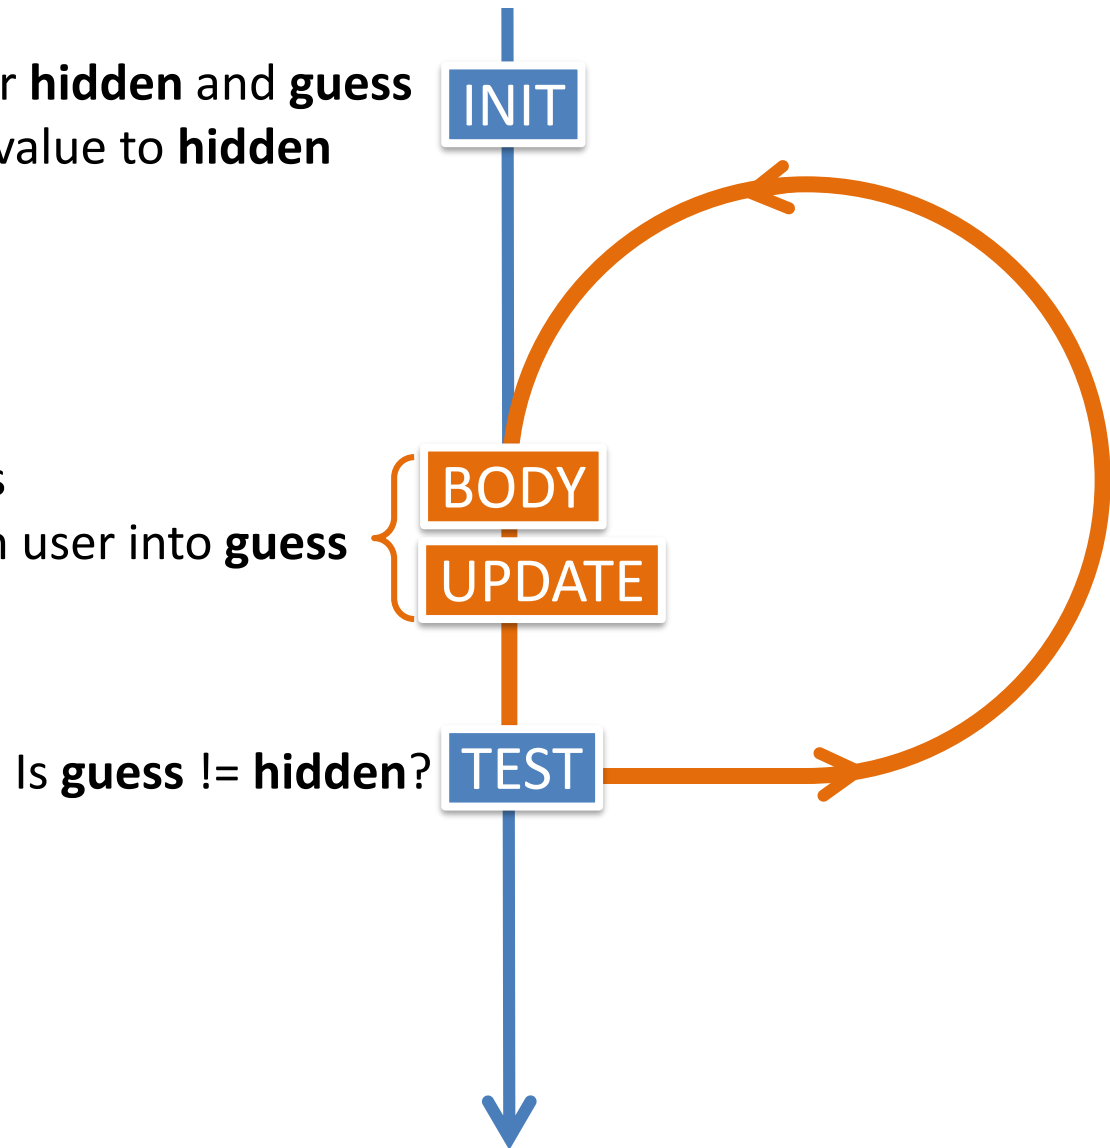 r hidden and guess
INIT
value to hidden
BODY
s
n user into guess
UPDATE
Is guess != hidden?
TEST